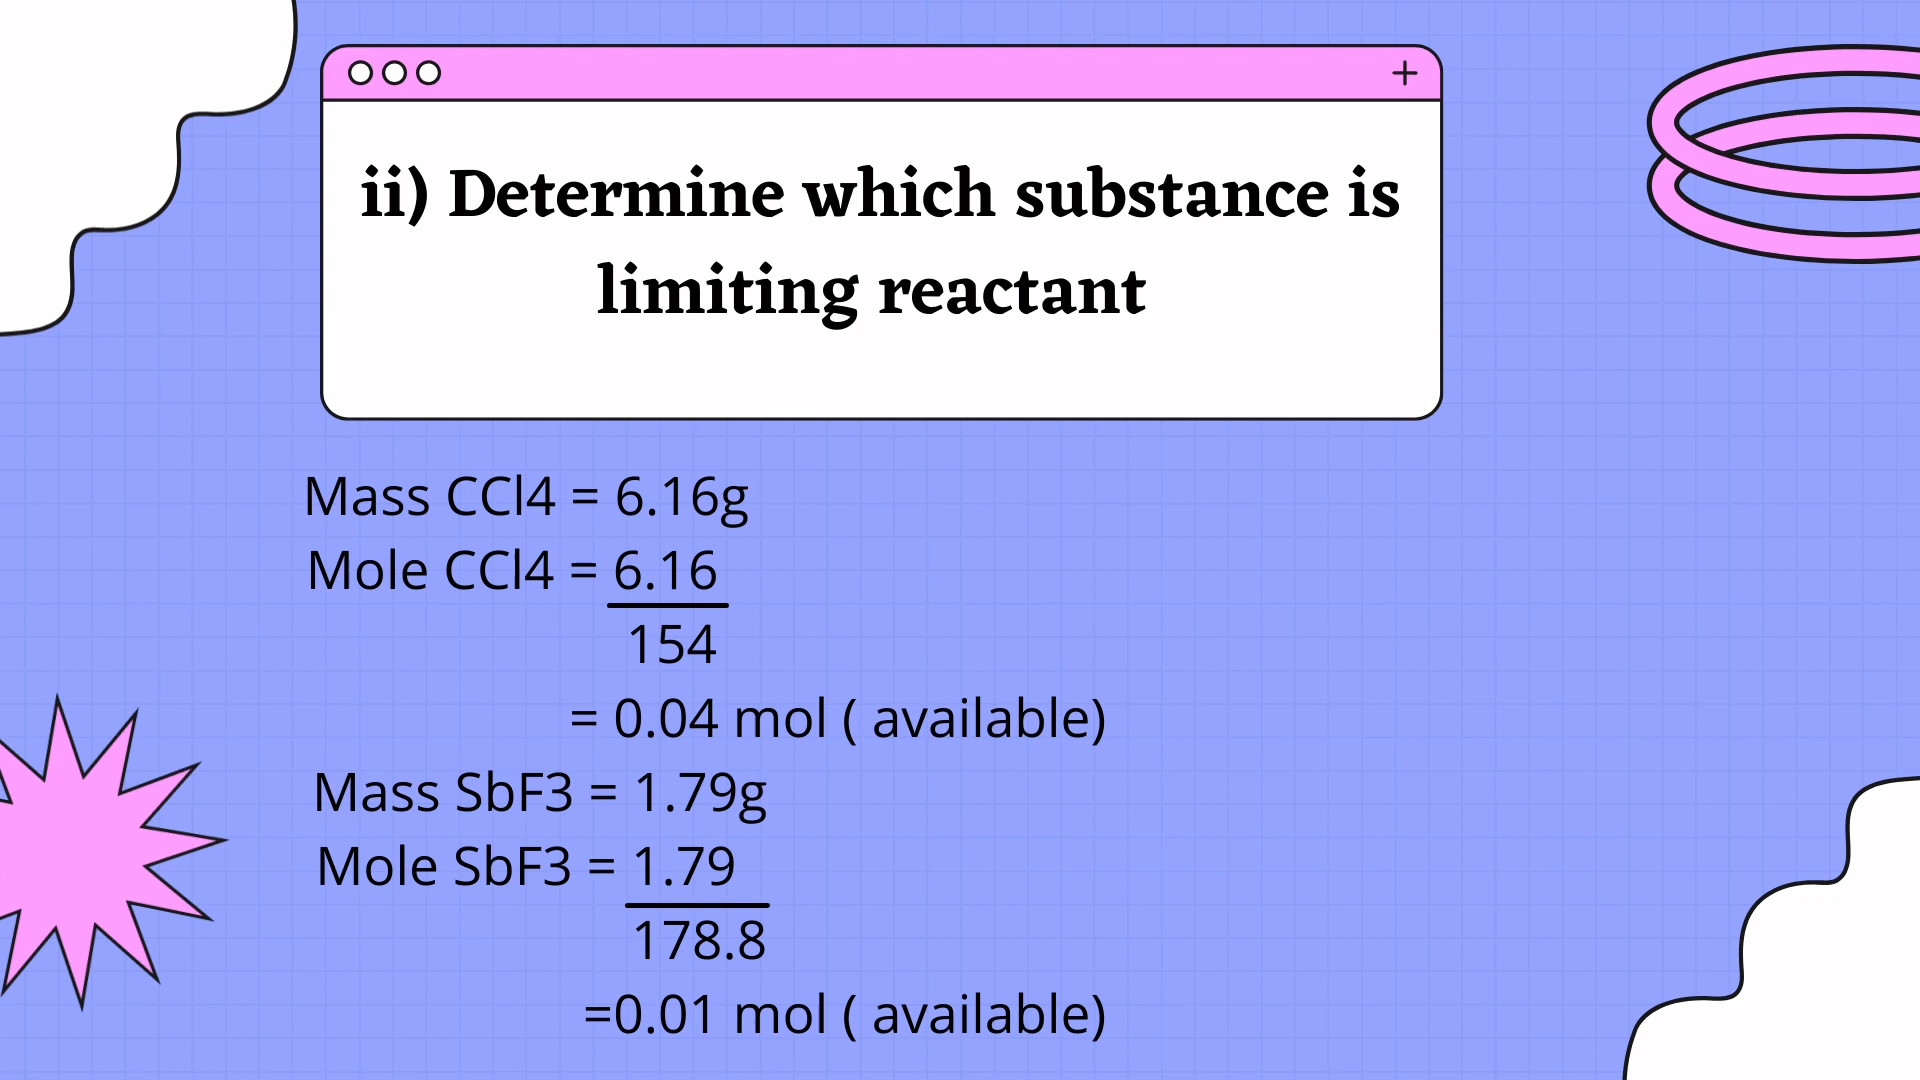 ii) Determine which substance is
limiting reactant
Mass CCl4 = 6.16g
Mole CCl4 = 6.16
154
= 0.04 mol ( available)
Mass SbF3 = 1.79g
Mole SbF3 = 1.79
178.8
=0.01 mol ( available)